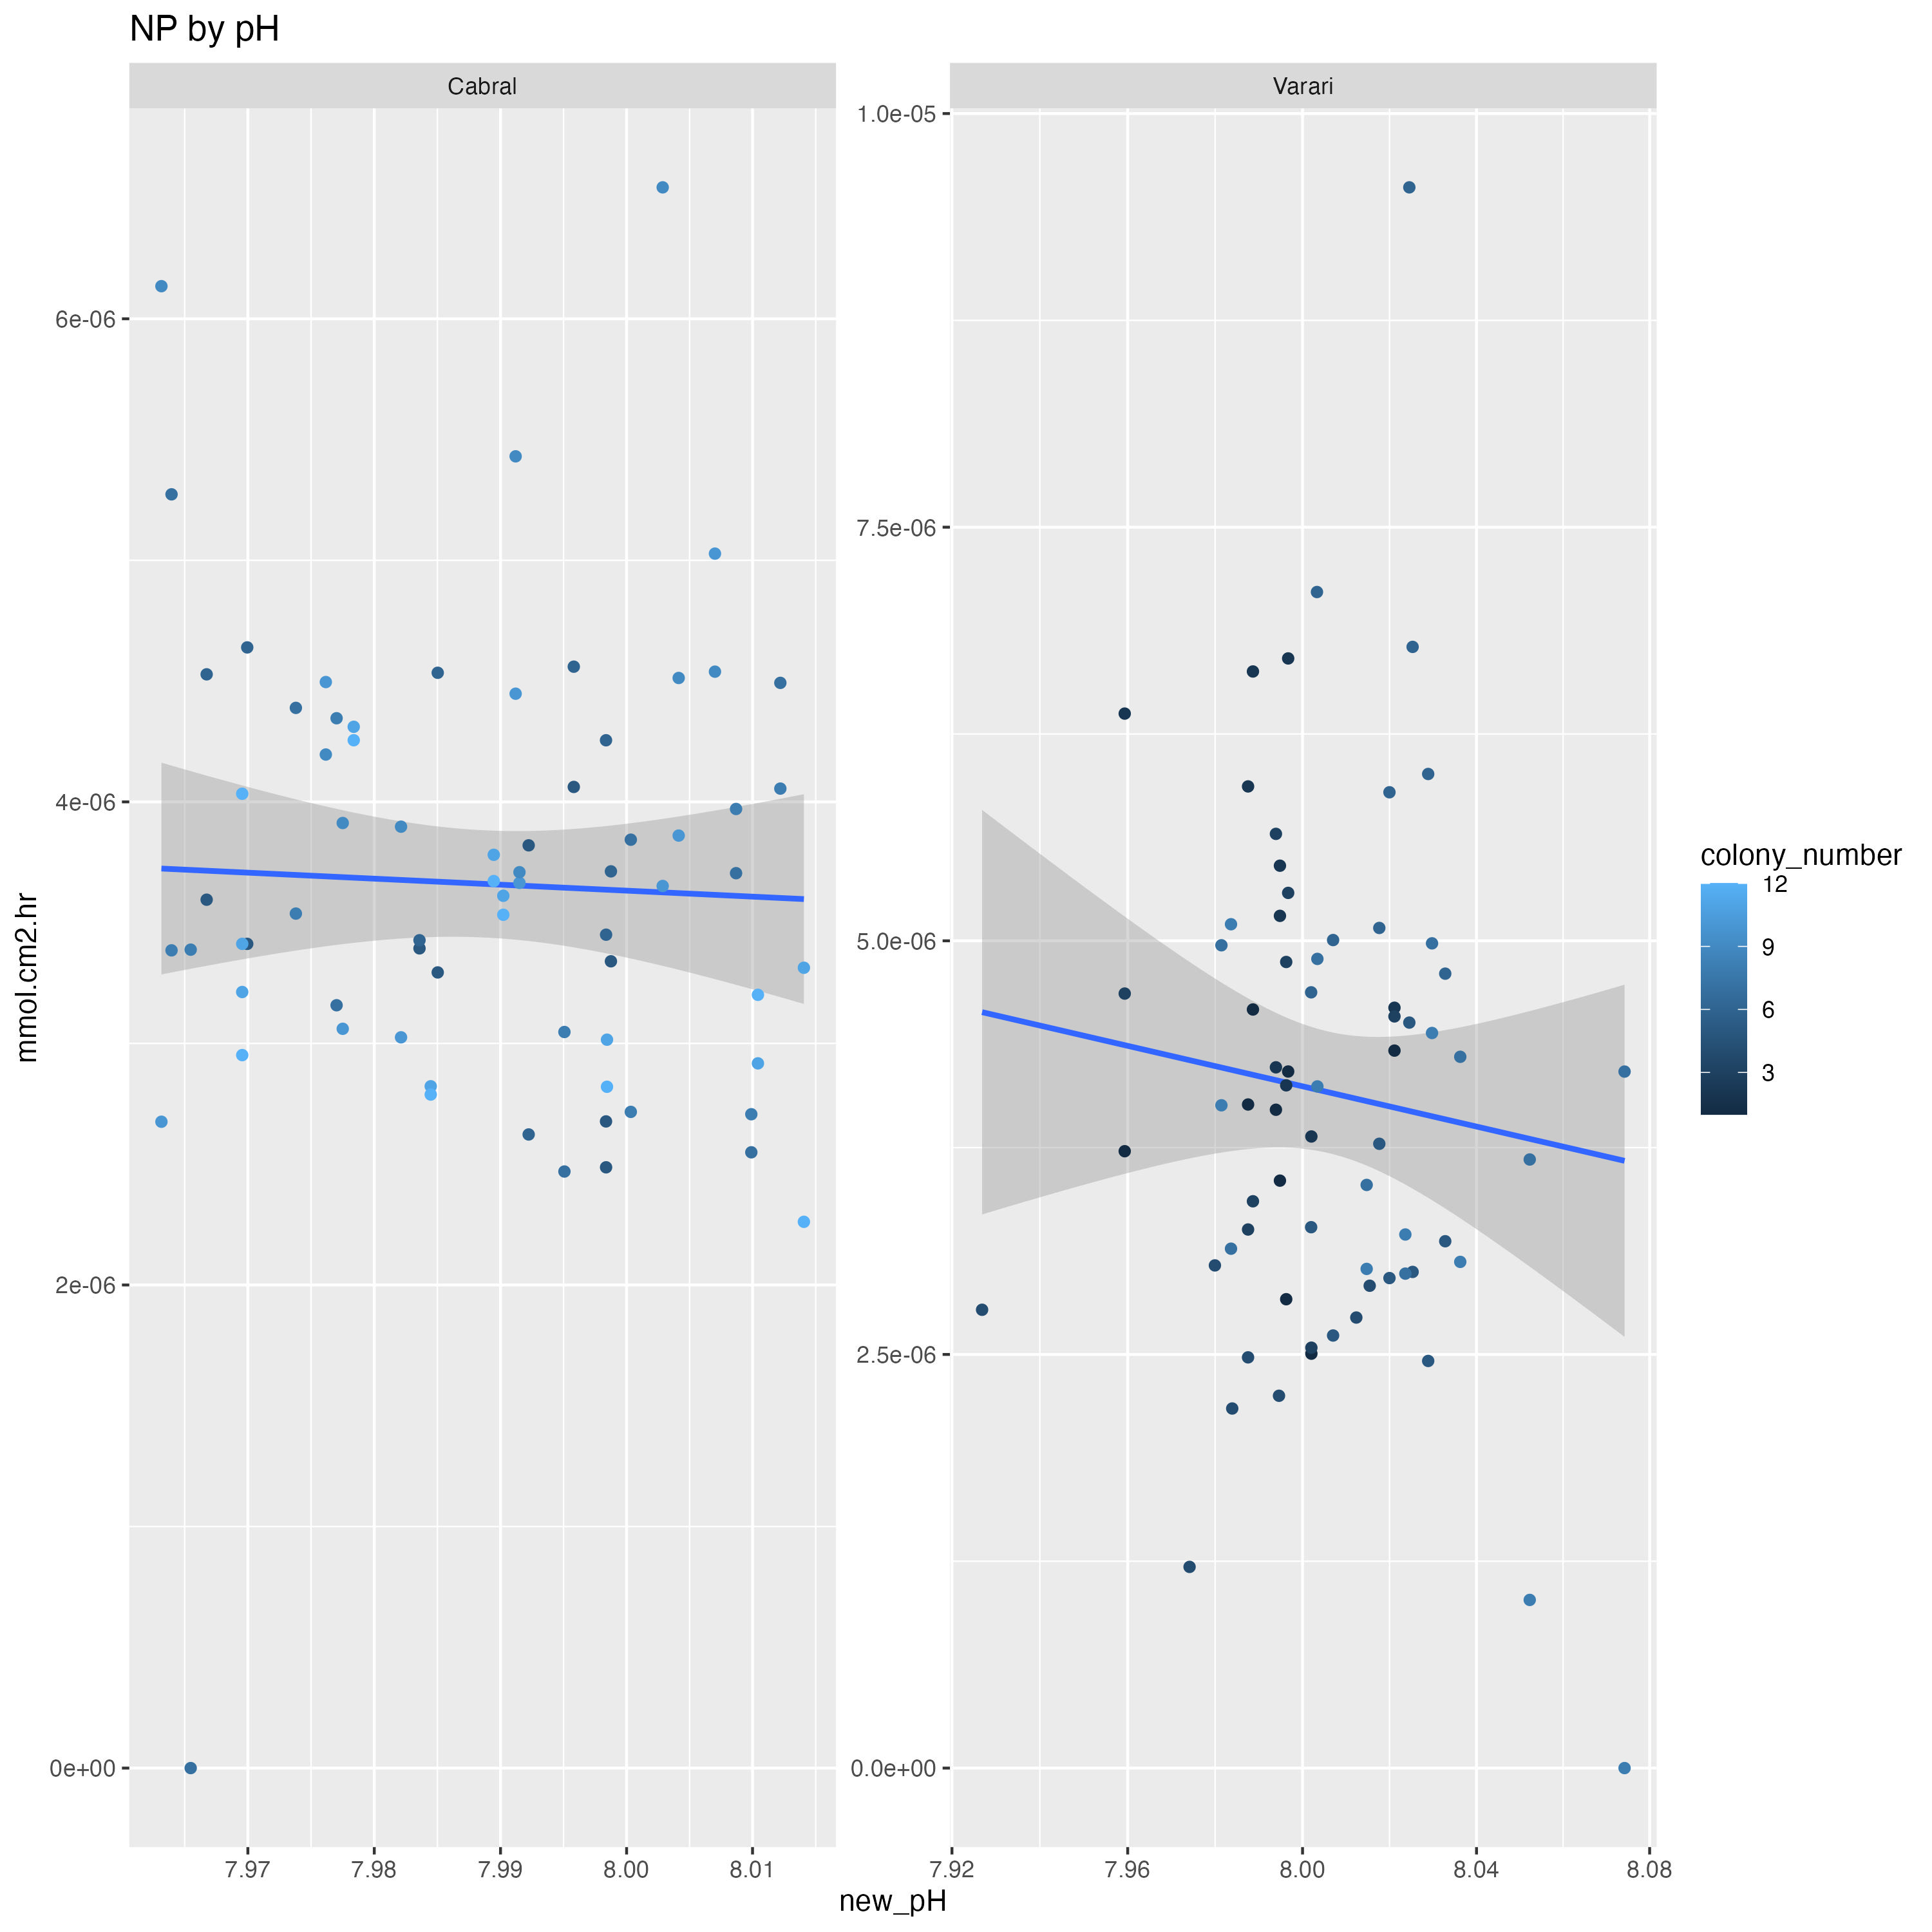 NP by pH
Cabral
Varari
mmol.cm2.hr
6e-06
4e-06
2e-06
0e+00
1.0e-05
7.5e-06
5.0e-06
2.5e-06
0.0e+00
7.97 7.98 7.99 8.00 8.01
7.92 7.96 8.00 8.04 8.08
new_pH
colony_number
12
9
6
3